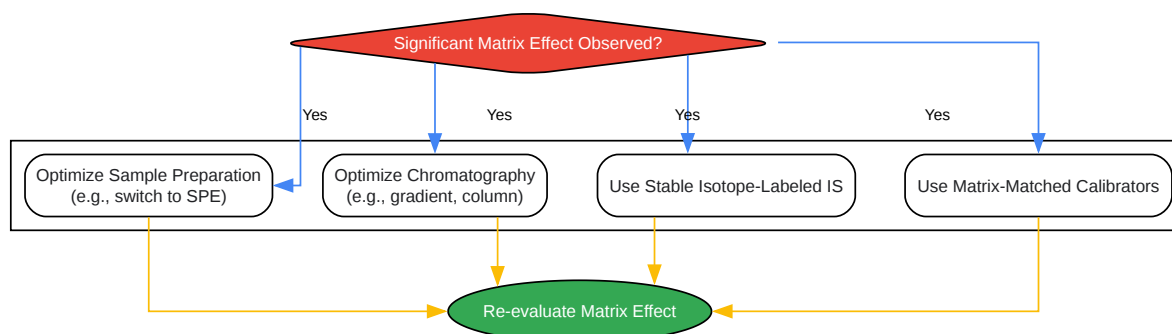 Significant Matrix Effect Observed?
Yes
Yes
Yes
Yes
Optimize Sample Preparation
(e.g., switch to SPE)
Optimize Chromatography
(e.g., gradient, column)
Use Stable Isotope-Labeled IS
Use Matrix-Matched Calibrators
Re-evaluate Matrix Effect